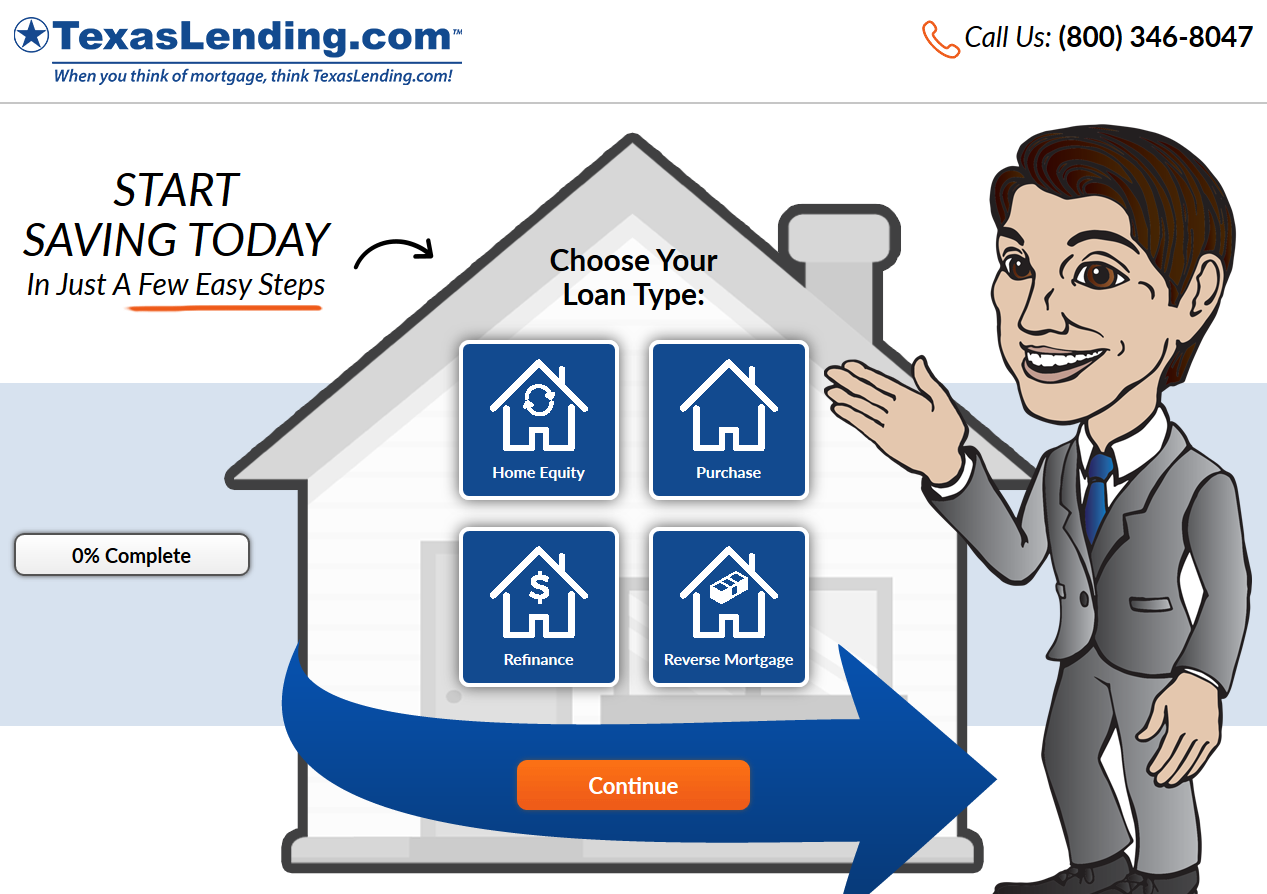 TexasLending.com™
When you think of mortgage, think TexasLending.com!
Call Us: (800) 346-8047
START
SAVING TODAY
In Just A Few Easy Steps
Choose Your
Loan Type:
Home Equity
Purchase
$
Refinance
Reverse Mortgage
0% Complete
Continue